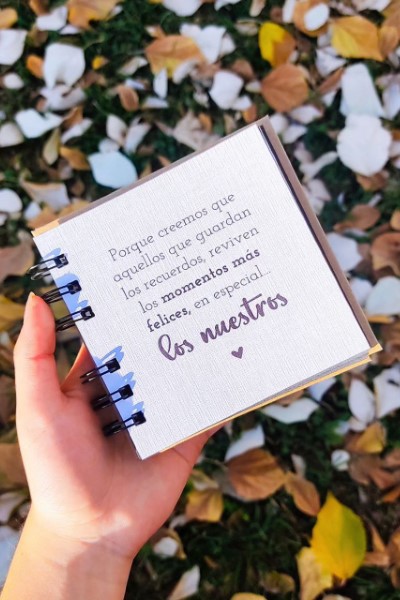 Porque creemos que
aquellos que guardan
los recuerdos, reviven
los momentos más
felices, en especial...
los nuestros